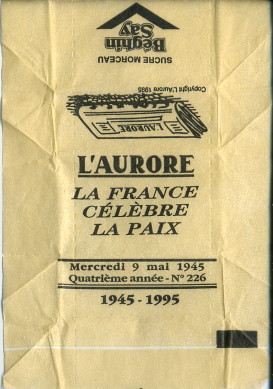 Béghin
Say
SUCRE MORCEAU
Copyright L'Aurore 1995
L'AURORE
L'AURORE
LA FRANCE
CÉLÈBRE
LA PAIX
Mercredi 9 mai 1945
Quatrième année - N° 226
1945-1995